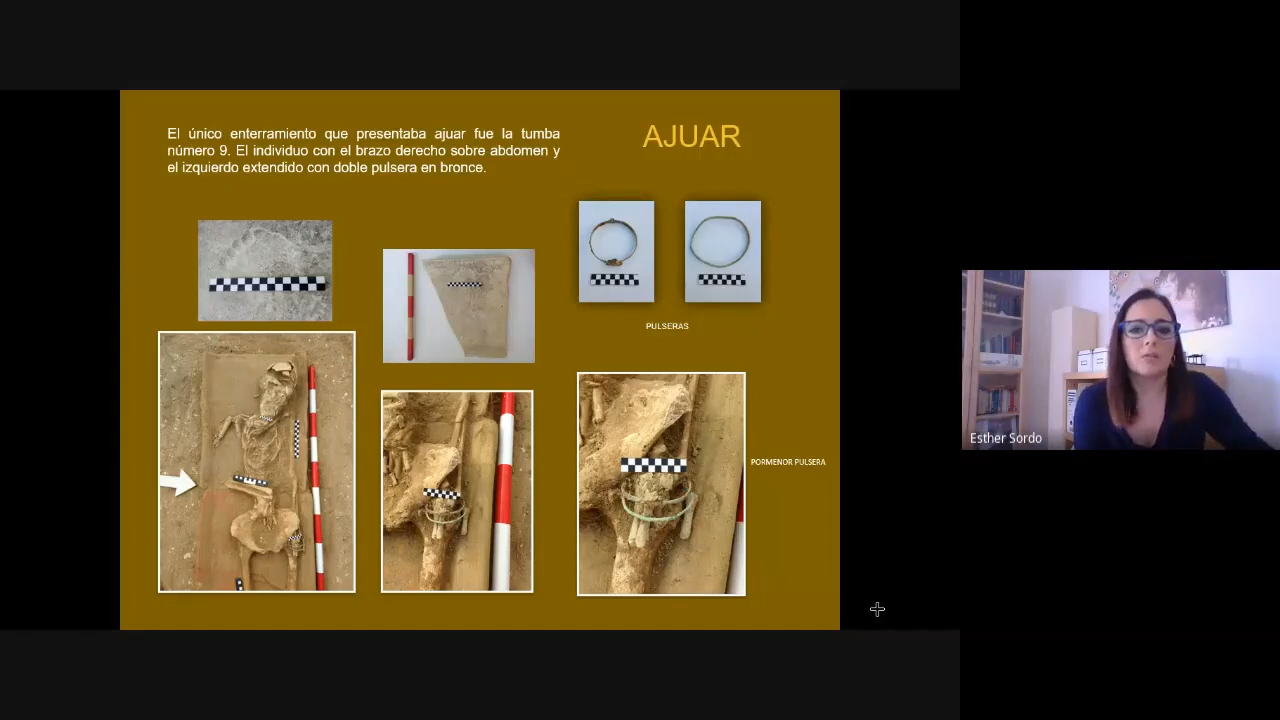 El único enterramiento que presentaba ajuar fue la tumba
número 9. El individuo con el brazo derecho sobre abdomen y
el izquierdo extendido con doble pulsera en bronce.
AJUAR
PULSERAS
PORMENOR PULSERA
Esther Sordo